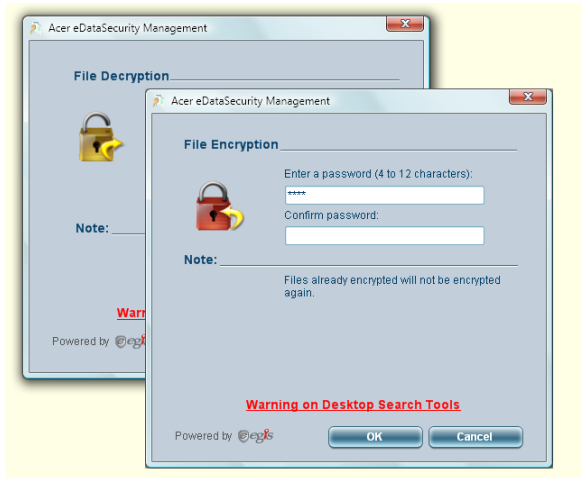 Acer eDataSecurity Management
File Decryption
Note:
Powered by egis
Acer eDataSecurity Management
File Encryption
Enter a password (4 to 12 characters):
****
Confirm password:
Note:
Files already encrypted will not be encrypted
again.
Warning on Desktop Search Tools
Powered by egis
OK
Cancel